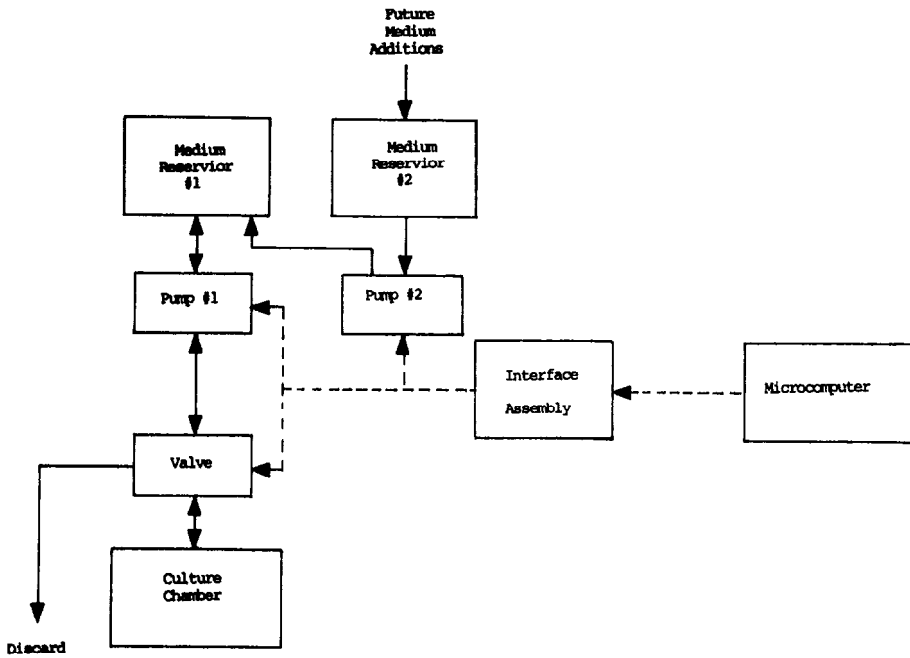 Future
Medium
Additions
Medium
Reservior
#1
Medium
Reservior
#2
Pump #1
Pump #2
Interface
Assembly
Microcomputer
Valve
Culture
Chamber
Discard